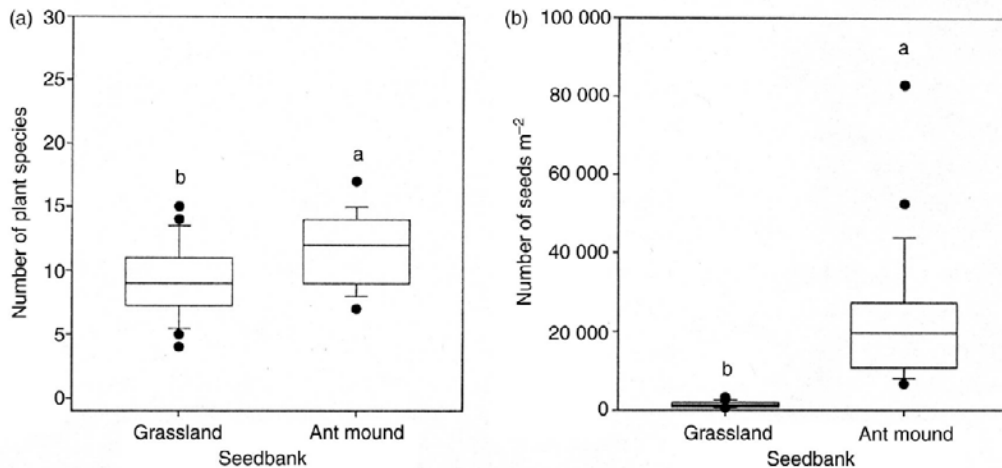 (a)
30
25
20
15
10
5
0
Number of plant species
b
a
Grassland
Ant mound
Seedbank
(b)
100 000
80 000
60 000
40 000
20 000
0
Number of seeds m⁻²
b
a
Grassland
Ant mound
Seedbank